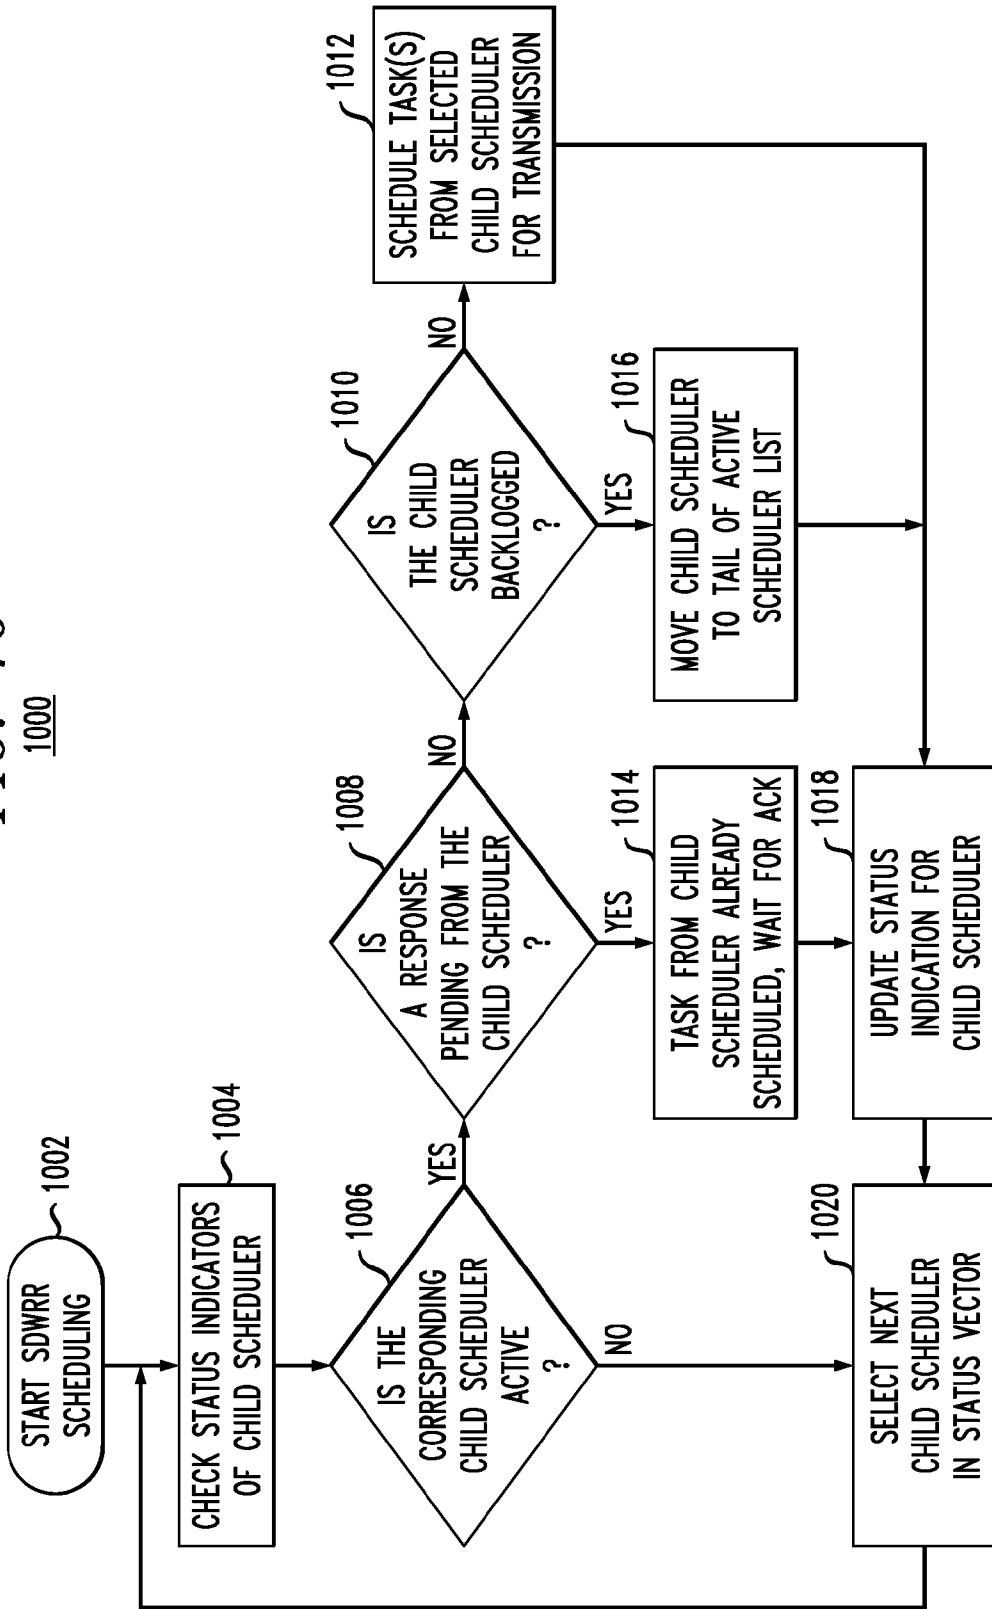 1000
START SDWRR
SCHEDULING
1002
CHECK STATUS INDICATORS
OF CHILD SCHEDULER
1004
IS THE
CORRESPONDING
CHILD SCHEDULER
ACTIVE
?
1006
YES
NO
IS
A RESPONSE
PENDING FROM THE
CHILD SCHEDULER
?
1008
NO
YES
IS
THE CHILD
SCHEDULER
BACKLOGGED
?
1010
NO
YES
SCHEDULE TASK(S)
FROM SELECTED
CHILD SCHEDULER
FOR TRANSMISSION
1012
TASK FROM CHILD
SCHEDULER ALREADY
SCHEDULED, WAIT FOR ACK
1014
MOVE CHILD SCHEDULER
TO TAIL OF ACTIVE
SCHEDULER LIST
1016
UPDATE STATUS
INDICATION FOR
CHILD SCHEDULER
1018
SELECT NEXT
CHILD SCHEDULER
IN STATUS VECTOR
1020